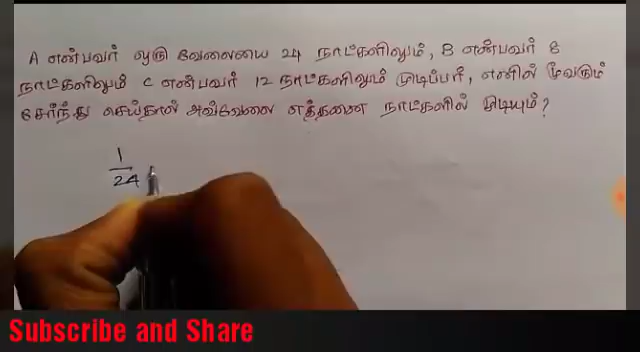 A என்பவர் ஒரு வேலையை 24 நாட்களிலும், B என்பவர் 8
நாட்களிலும் C என்பவர் 12 நாட்களிலும் முடிப்பர், எனில் மூவரும்
சேர்ந்து செய்தால் அவ்வேலை எத்தனை நாட்களில் முடியும்?
1
24
Subscribe and Share